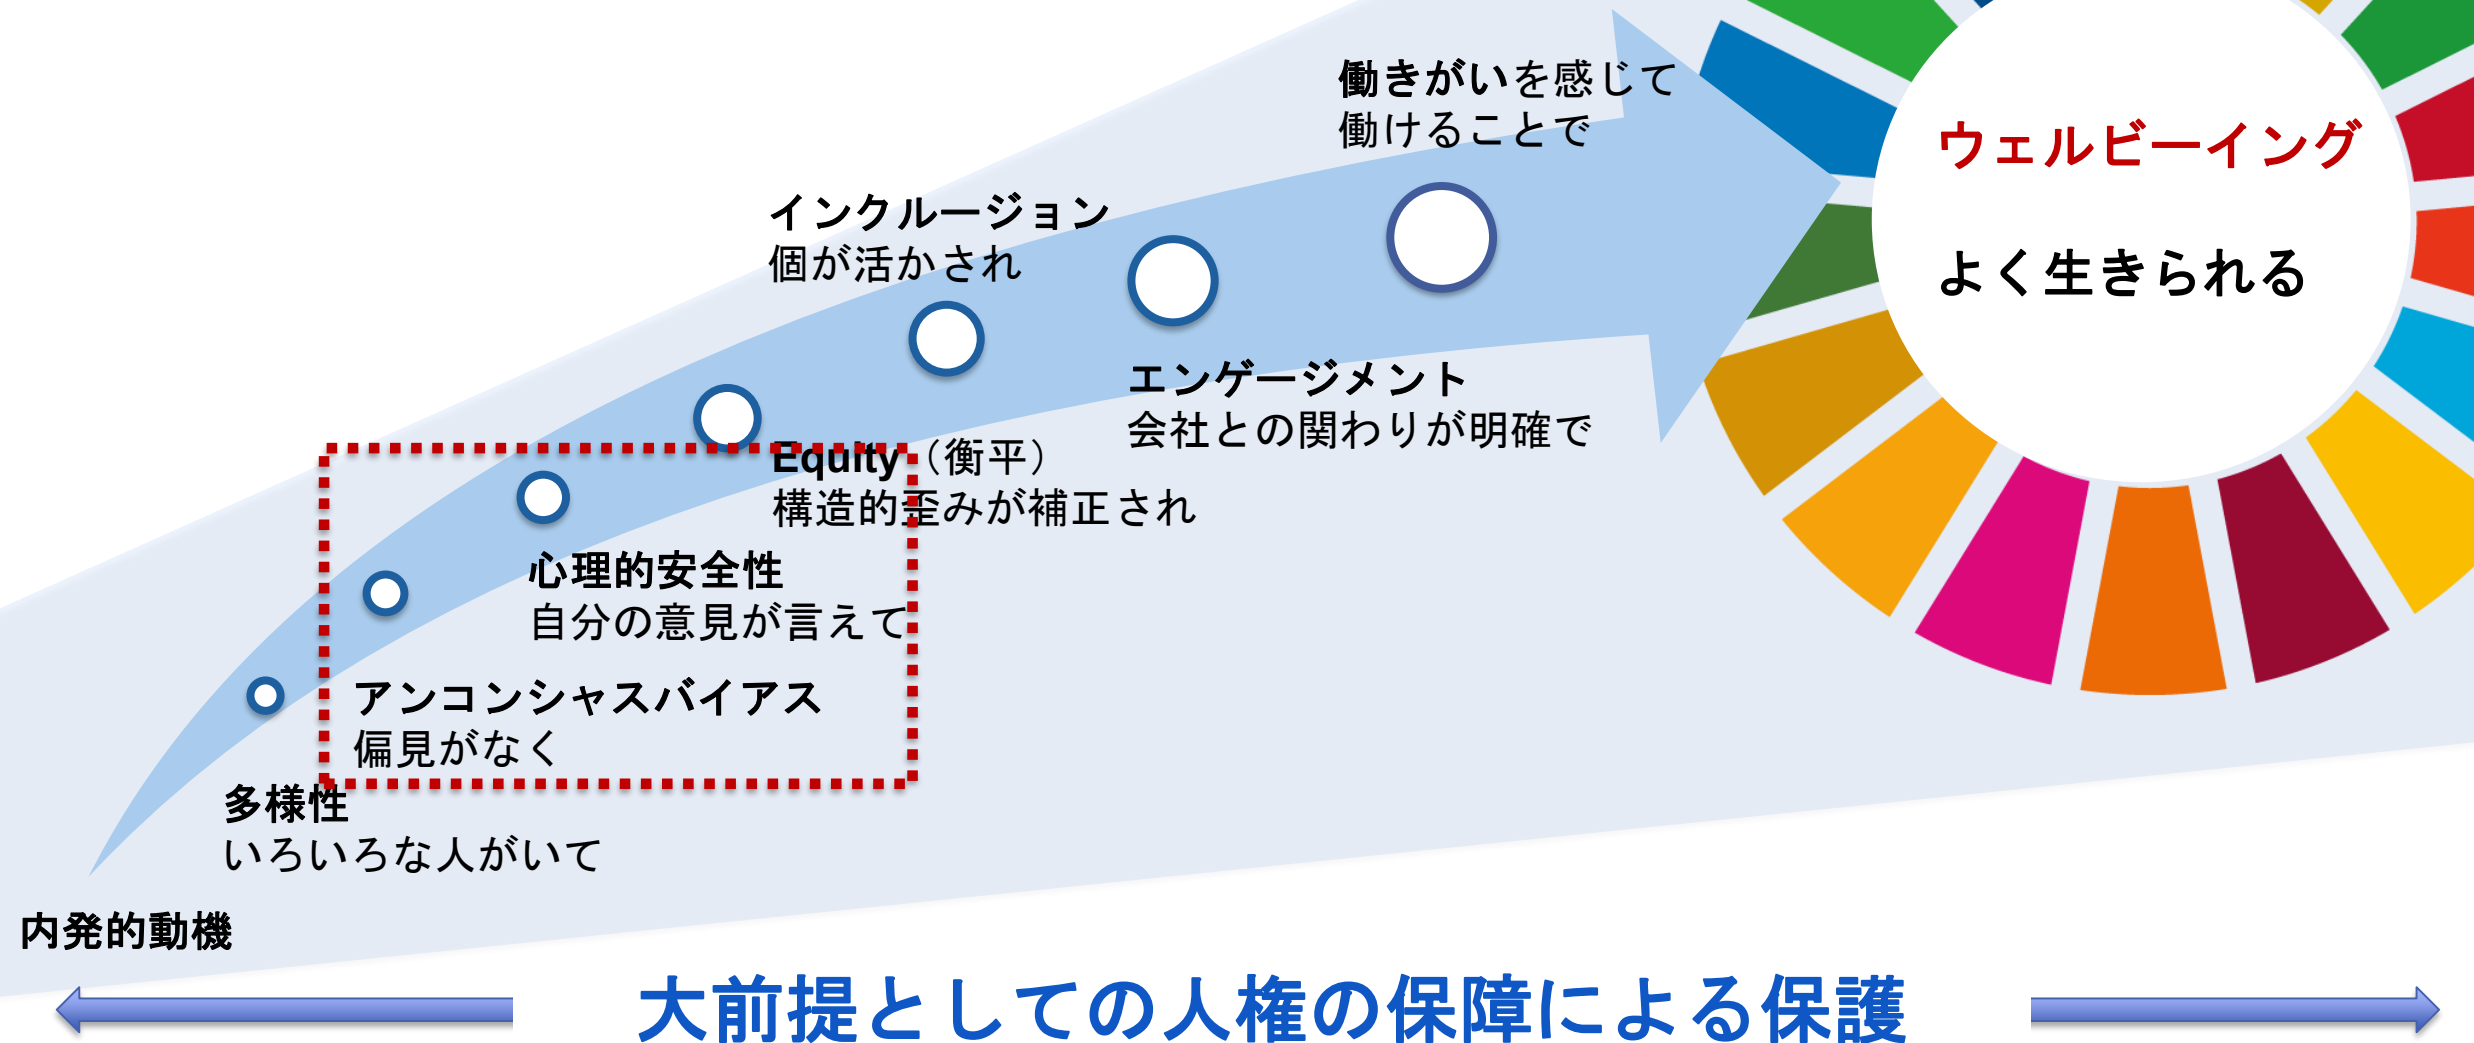 働きがいを感じて
働けることで
ウェルビーイング
よく生きられる
インクルージョン
個が活かされ
エンゲージメント
会社との関わりが明確で
Equity（衡平）
構造的歪みが補正され
心理的安全性
自分の意見が言えて
アンコンシャスバイアス
偏見がなく
多様性
いろいろな人がいて
内発的動機
大前提としての人権の保障による保護